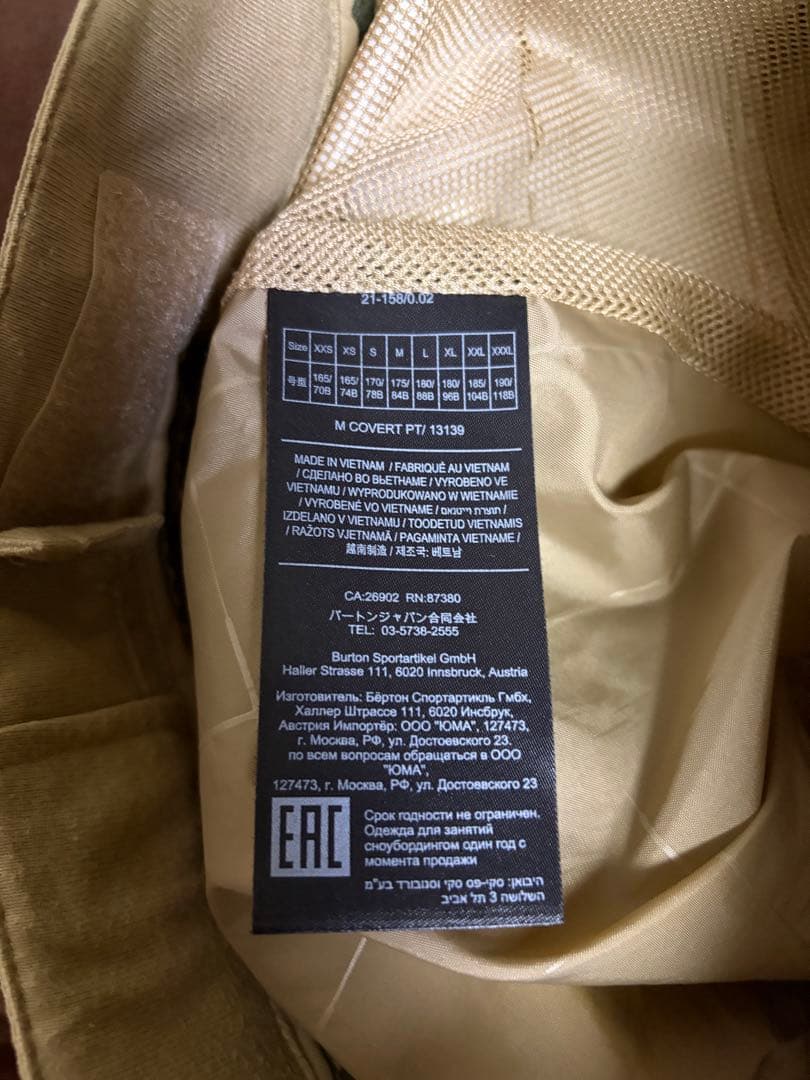 21-158/0.02
Size XXS XS S M L XL XXL XXXL
号型 165/70B 165/74B 170/78B 175/84B 180/88B 180/96B 185/104B 190/118B
M COVERT PT/ 13139
MADE IN VIETNAM / FABRIQUÉ AU VIETNAM
/ СДЕЛАНО ВО ВЬЕТНАМЕ / VYROBENO VE
VIETNAMU / WYPRODUKOWANO W WIETNAMIE
/ VYROBENÉ VO VIETNAME / תוצרת וייטנאם /
IZDELANO V VIETNAMU / TOODETUD VIETNAMIS
/ RAŽOTS VJETNAMĀ / PAGAMINTA VIETNAME /
越南制造 / 제조국: 베트남
CA:26902 RN:87380
バートンジャパン合同会社
TEL: 03-5738-2555
Burton Sportartikel GmbH
Haller Strasse 111, 6020 Innsbruck, Austria
Изготовитель: Бёртон Спортартикль Гмбх,
Халлер Штрассе 111, 6020 Инсбрук,
Австрия Импортёр: ООО "ЮМА", 127473,
г. Москва, РФ, ул. Достоевского 23.
по всем вопросам обращаться в ООО
"ЮМА",
127473, г. Москва, РФ, ул. Достоевского 23
EAC
Срок годности не ограничен.
Одежда для занятий
сноубордингом один год с
момента продажи
היבואן: סקי-פס סקי וסנובורד בע"מ
השלושה 3 תל אביב